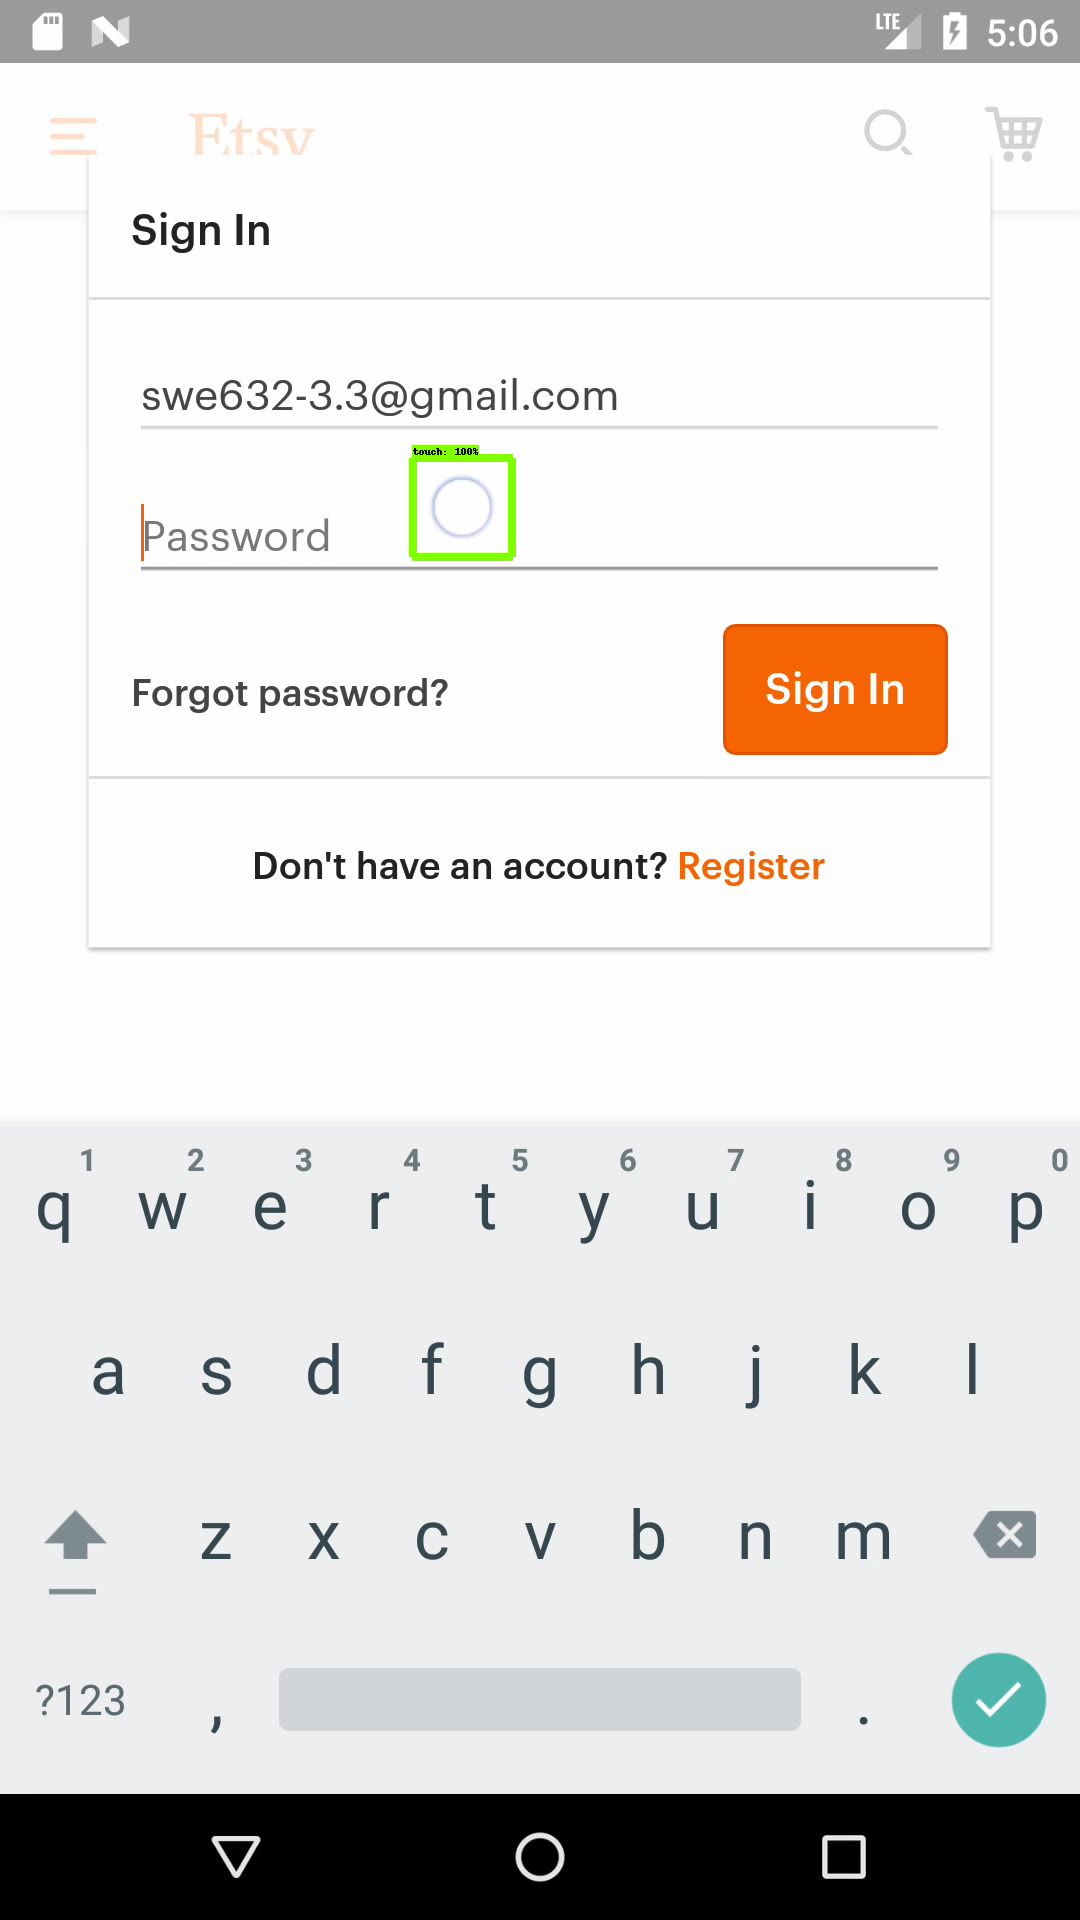 LTE 5:06
Etsy
Sign In
swe632-3.3@gmail.com
touch: 100%
Password
Forgot password?
Sign In
Don't have an account? Register
1 2 3 4 5 6 7 8 9 0
q w e r t y u i o p
a s d f g h j k l
z x c v b n m
?123 , .